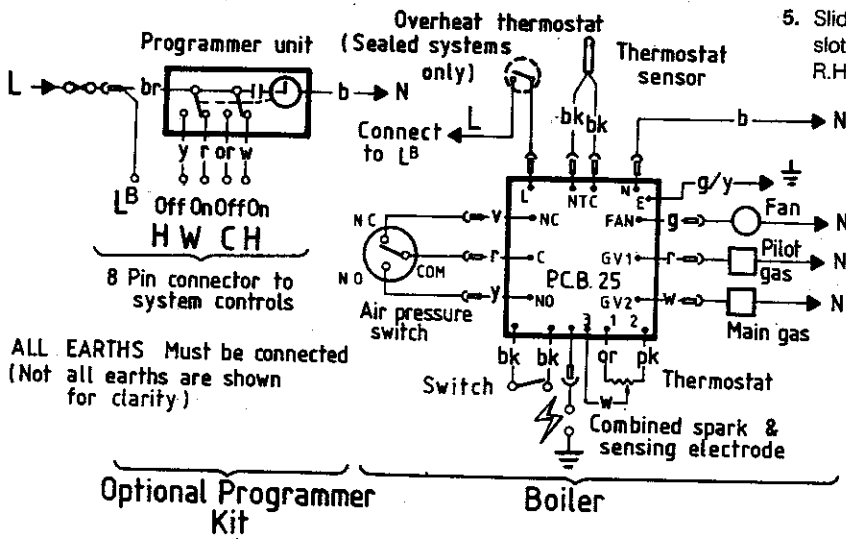 5. Slid
slot
R.H
Overheat thermostat
(Sealed systems
only)
Programmer unit
Thermostat
sensor
L
br
b
N
y r or w
L B
Off On Off On
H W C H
8 Pin connector to
system controls
Connect
to L B
L
bk
bk
b
N
L
NTC
N
E
g/y
NC
FAN
g
Fan
N
C
GV1
r
Pilot
gas
N
P.C.B. 25
NO
GV2
w
Main gas
N
3 1 2
NC
v
r
COM
NO
y
Air pressure
switch
bk
bk
or
pk
w
Switch
Thermostat
Combined spark &
sensing electrode
ALL EARTHS Must be connected
(Not all earths are shown
for clarity)
Optional Programmer
Kit
Boiler